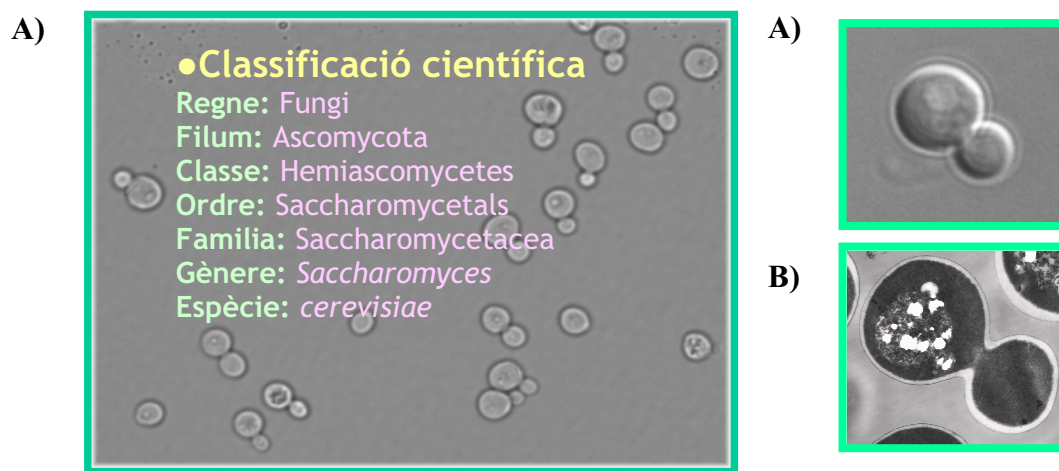 A)
●Classificació científica
Regne: Fungi
Filum: Ascomycota
Classe: Hemiascomycetes
Ordre: Saccharomycetals
Familia: Saccharomycetacea
Gènere: Saccharomyces
Espècie: cerevisiae
A)
B)